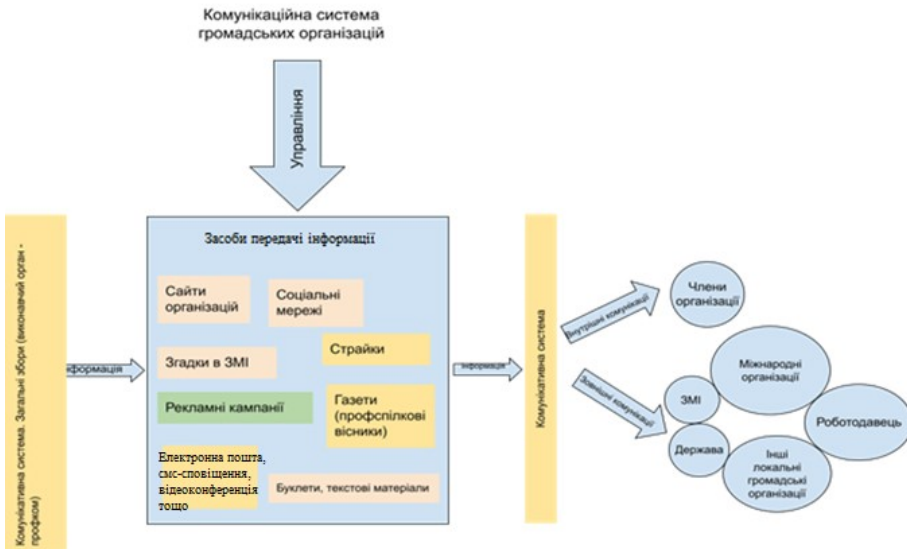 Комунікаційна система
громадських організацій
Управління
Комунікативна система. Загальні збори (виконавчий орган -
профком)
нформація
Засоби передачі інформації
Сайти
організацій
Соціальні
мережі
Згадки в ЗМІ
Страйки
Рекламні кампанії
Газети
(профспілкові
вісники)
Електронна пошта,
смс-сповіщення,
відеоконференція
тощо
Буклети, текстові матеріали
Інформація
Комунікативна система
Внутрішні комунікації
Зовнішні комунікації
Члени
організації
Міжнародні
організації
ЗМІ
Роботодавець
Держава
Інші
локальні
громадські
організації